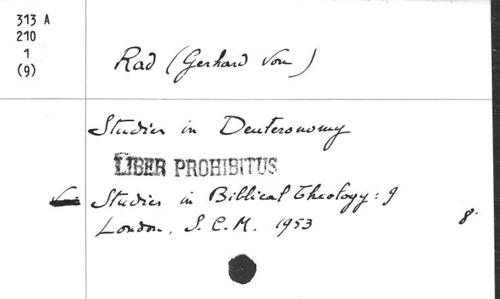 313 A
210
1
(9)
Rad (Gerhard von)
Studies in Deuteronomy
LIBER PROHIBITUS
Studies in Biblical Theology: 9
London, S.C.M. 1953
8.